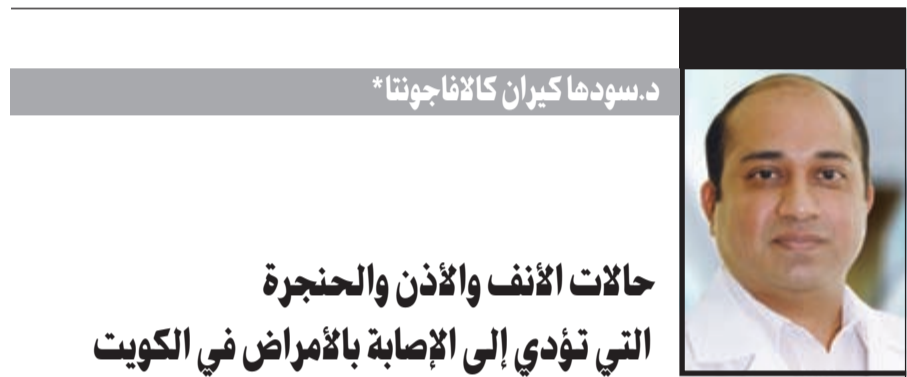 د.سودها كيران كالافاجونتا*
حالات الأنف والأذن والحنجرة
التي تؤدي إلى الإصابة بالأمراض في الكويت